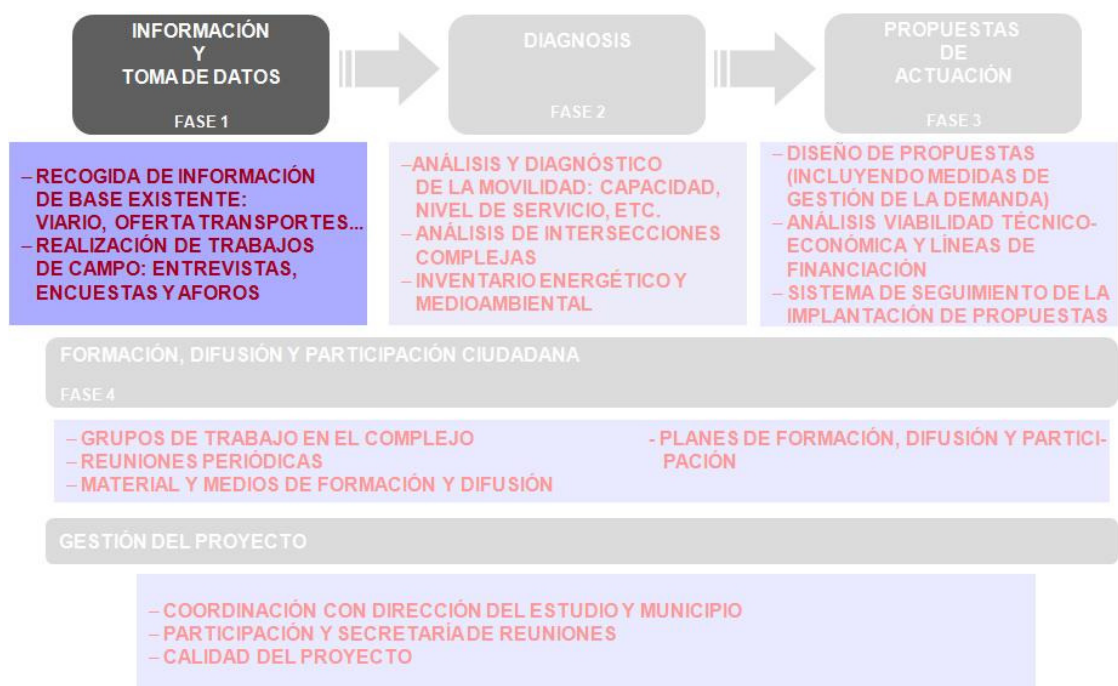 INFORMACIÓN
Y
TOMA DE DATOS
FASE 1
DIAGNOSIS
FASE 2
PROPUESTAS
DE
ACTUACIÓN
FASE 3
– RECOGIDA DE INFORMACIÓN
DE BASE EXISTENTE:
VIARIO, OFERTA TRANSPORTES...
– REALIZACIÓN DE TRABAJOS
DE CAMPO: ENTREVISTAS,
ENCUESTAS Y AFOROS
– ANÁLISIS Y DIAGNÓSTICO
DE LA MOVILIDAD: CAPACIDAD,
NIVEL DE SERVICIO, ETC.
– ANÁLISIS DE INTERSECCIONES
COMPLEJAS
– INVENTARIO ENERGÉTICO Y
MEDIOAMBIENTAL
– DISEÑO DE PROPUESTAS
(INCLUYENDO MEDIDAS DE
GESTIÓN DE LA DEMANDA)
– ANÁLISIS VIABILIDAD TÉCNICO-
ECONÓMICA Y LÍNEAS DE
FINANCIACIÓN
– SISTEMA DE SEGUIMIENTO DE LA
IMPLANTACIÓN DE PROPUESTAS
FORMACIÓN, DIFUSIÓN Y PARTICIPACIÓN CIUDADANA
FASE 4
– GRUPOS DE TRABAJO EN EL COMPLEJO
– REUNIONES PERIÓDICAS
– MATERIAL Y MEDIOS DE FORMACIÓN Y DIFUSIÓN
- PLANES DE FORMACIÓN, DIFUSIÓN Y PARTICI-
PACIÓN
GESTIÓN DEL PROYECTO
– COORDINACIÓN CON DIRECCIÓN DEL ESTUDIO Y MUNICIPIO
– PARTICIPACIÓN Y SECRETARÍA DE REUNIONES
– CALIDAD DEL PROYECTO